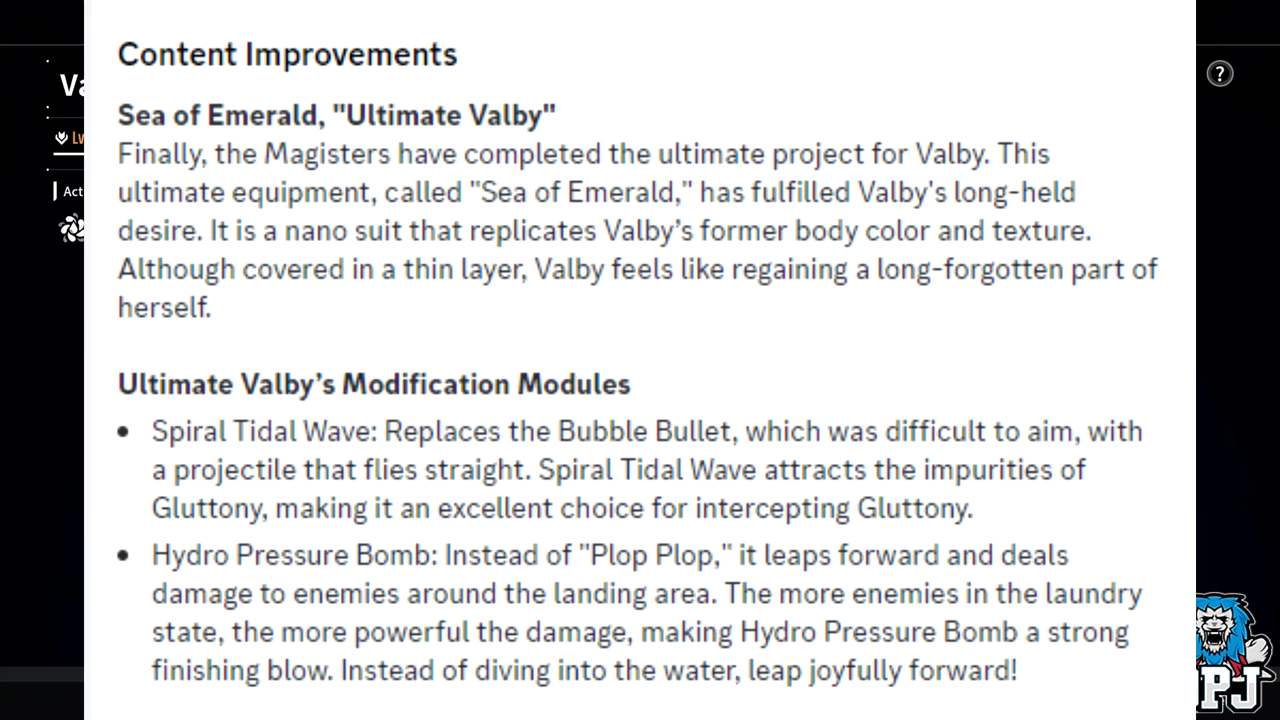 Content Improvements
Va
?
Sea of Emerald, "Ultimate Valby"
Lv
Finally, the Magisters have completed the ultimate project for Valby. This
Act
ultimate equipment, called "Sea of Emerald," has fulfilled Valby's long-held
desire. It is a nano suit that replicates Valby’s former body color and texture.
Although covered in a thin layer, Valby feels like regaining a long-forgotten part of
herself.
Ultimate Valby’s Modification Modules
• Spiral Tidal Wave: Replaces the Bubble Bullet, which was difficult to aim, with
a projectile that flies straight. Spiral Tidal Wave attracts the impurities of
Gluttony, making it an excellent choice for intercepting Gluttony.
• Hydro Pressure Bomb: Instead of "Plop Plop," it leaps forward and deals
damage to enemies around the landing area. The more enemies in the laundry
state, the more powerful the damage, making Hydro Pressure Bomb a strong
finishing blow. Instead of diving into the water, leap joyfully forward!
PJ